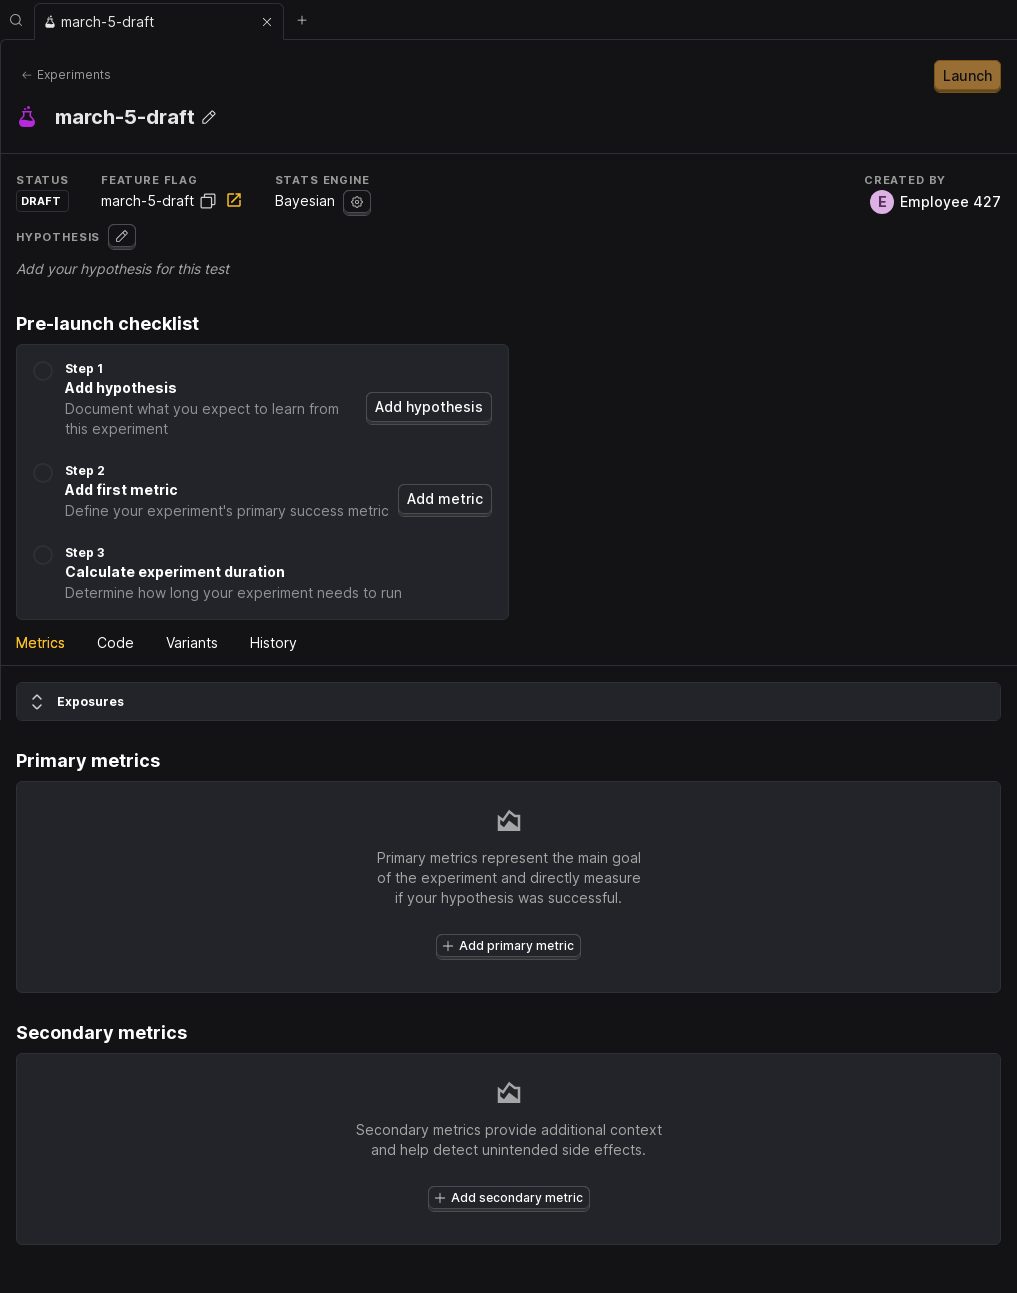 march-5-draft
Experiments
Launch
march-5-draft
STATUS
FEATURE FLAG
STATS ENGINE
CREATED BY
DRAFT
march-5-draft
Bayesian
E
Employee 427
HYPOTHESIS
Add your hypothesis for this test
Pre-launch checklist
Step 1
Add hypothesis
Document what you expect to learn from
this experiment
Add hypothesis
Step 2
Add first metric
Define your experiment's primary success metric
Add metric
Step 3
Calculate experiment duration
Determine how long your experiment needs to run
Metrics
Code
Variants
History
Exposures
Primary metrics
Primary metrics represent the main goal
of the experiment and directly measure
if your hypothesis was successful.
Add primary metric
Secondary metrics
Secondary metrics provide additional context
and help detect unintended side effects.
Add secondary metric